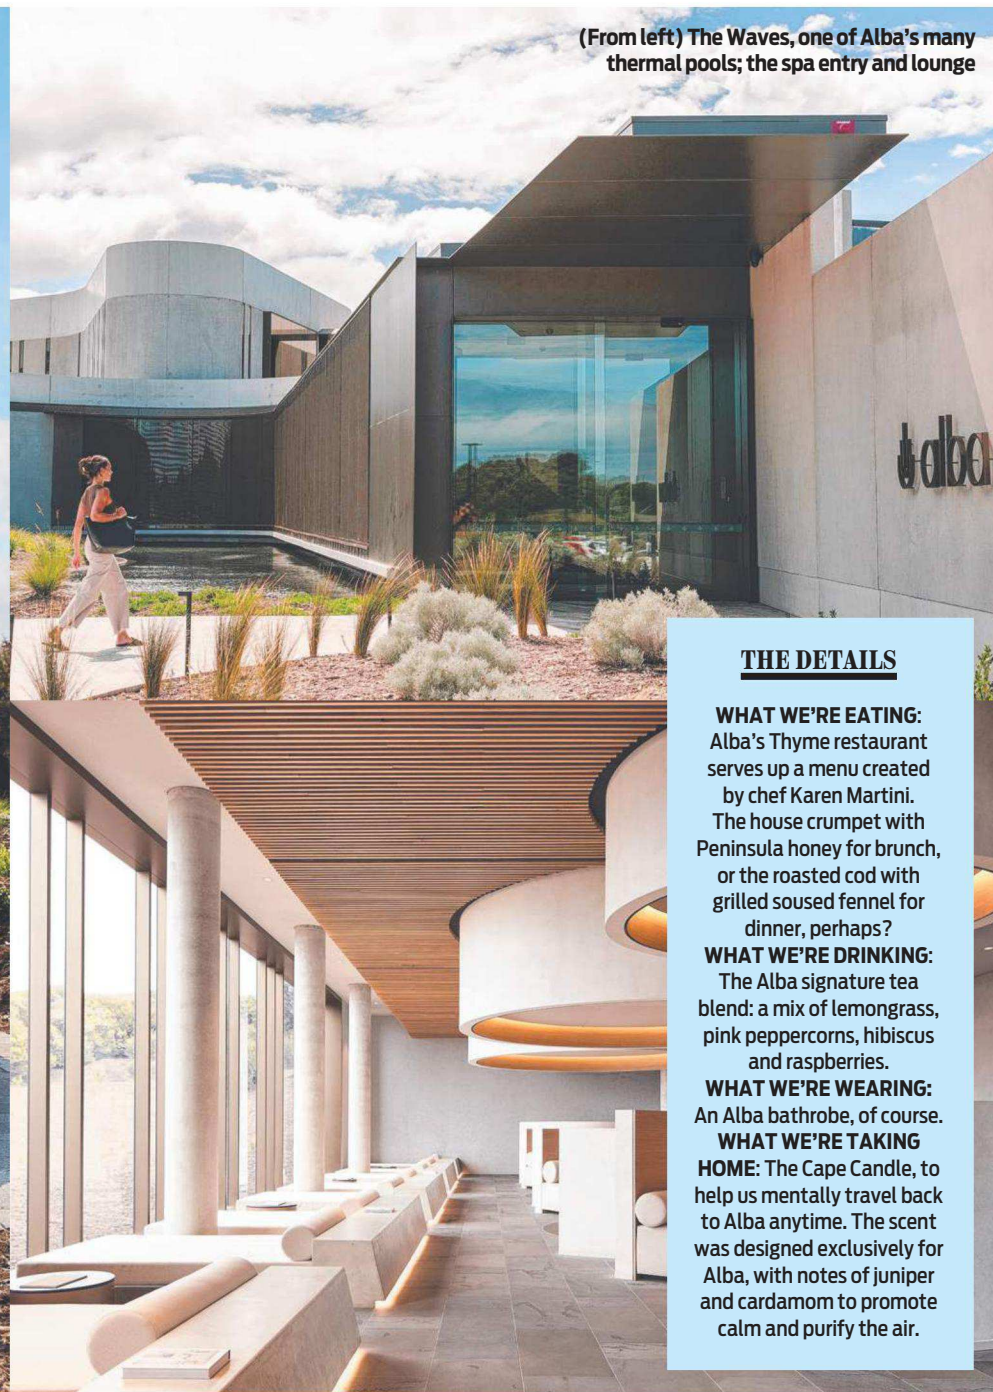 (From left) The Waves, one of Alba's many
thermal pools; the spa entry and lounge
alba
THE DETAILS
WHAT WE'RE EATING:
Alba's Thyme restaurant
serves up a menu created
by chef Karen Martini.
The house crumpet with
Peninsula honey for brunch,
or the roasted cod with
grilled soused fennel for
dinner, perhaps?
WHAT WE'RE DRINKING:
The Alba signature tea
blend: a mix of lemongrass,
pink peppercorns, hibiscus
and raspberries.
WHAT WE'RE WEARING:
An Alba bathrobe, of course.
WHAT WE'RE TAKING
HOME: The Cape Candle, to
help us mentally travel back
to Alba anytime. The scent
was designed exclusively for
Alba, with notes of juniper
and cardamom to promote
calm and purify the air.